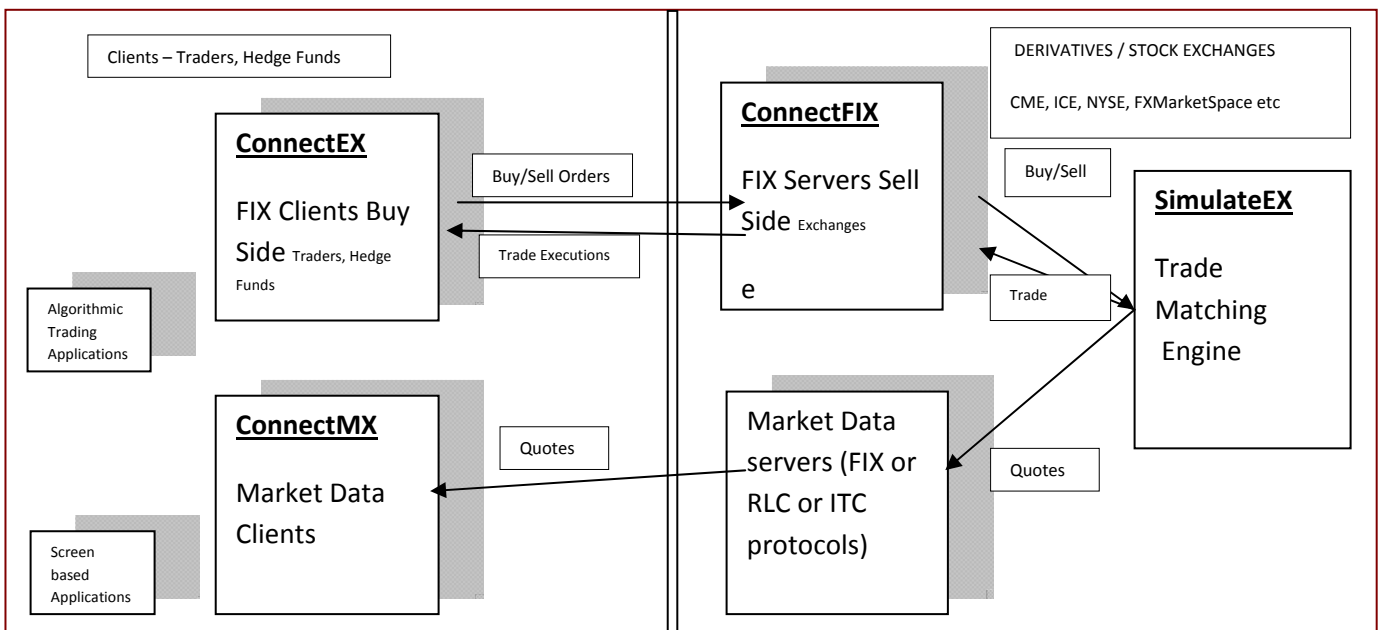 Clients – Traders, Hedge Funds
ConnectEX
FIX Clients Buy
Side Traders, Hedge
Funds
Algorithmic
Trading
Applications
Buy/Sell Orders
Trade Executions
ConnectMX
Market Data
Clients
Screen
based
Applications
Quotes
DERIVATIVES / STOCK EXCHANGES
CME, ICE, NYSE, FXMarketSpace etc
ConnectFIX
FIX Servers Sell
Side Exchanges
e
Buy/Sell
Trade
SimulateEX
Trade
Matching
Engine
Market Data
servers (FIX or
RLC or ITC
protocols)
Quotes